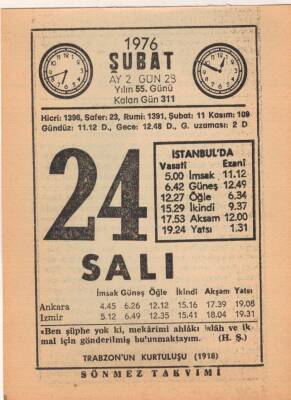 1976
ŞUBAT
AY 2 GÜN 29
Yılın 55. Günü
Kalan Gün 311
Hicri: 1396, Safer: 23, Rumi: 1391, Şubat: 11 Kasım: 109
Gündüz: 11.12 D., Gece: 12.48 D., G. uzaması: 2 D
24
SALI
İSTANBUL'DA
Vasati Ezani
5.00 İmsak 11.12
6.42 Güneş 12.49
12.27 Öğle 6.34
15.29 İkindi 9.37
17.53 Aksam 12.00
19.24 Yatsı 1.31
İmsak Güneş Öğle İkindi Akşam Yatsı
Ankara 4.45 6.26 12.12 15.16 17.39 19.08
İzmir 5.12 6.49 12.35 15.41 18.04 19.31
«Ben şüphe yok ki, mekârimi ahlâkı ıslâh ve ik-
mal için gönderilmiş bulunmaktayım. (H. Ş.)
TRABZON'UN KURTULUŞU (1918)
SÖNMEZ TAKVİMİ